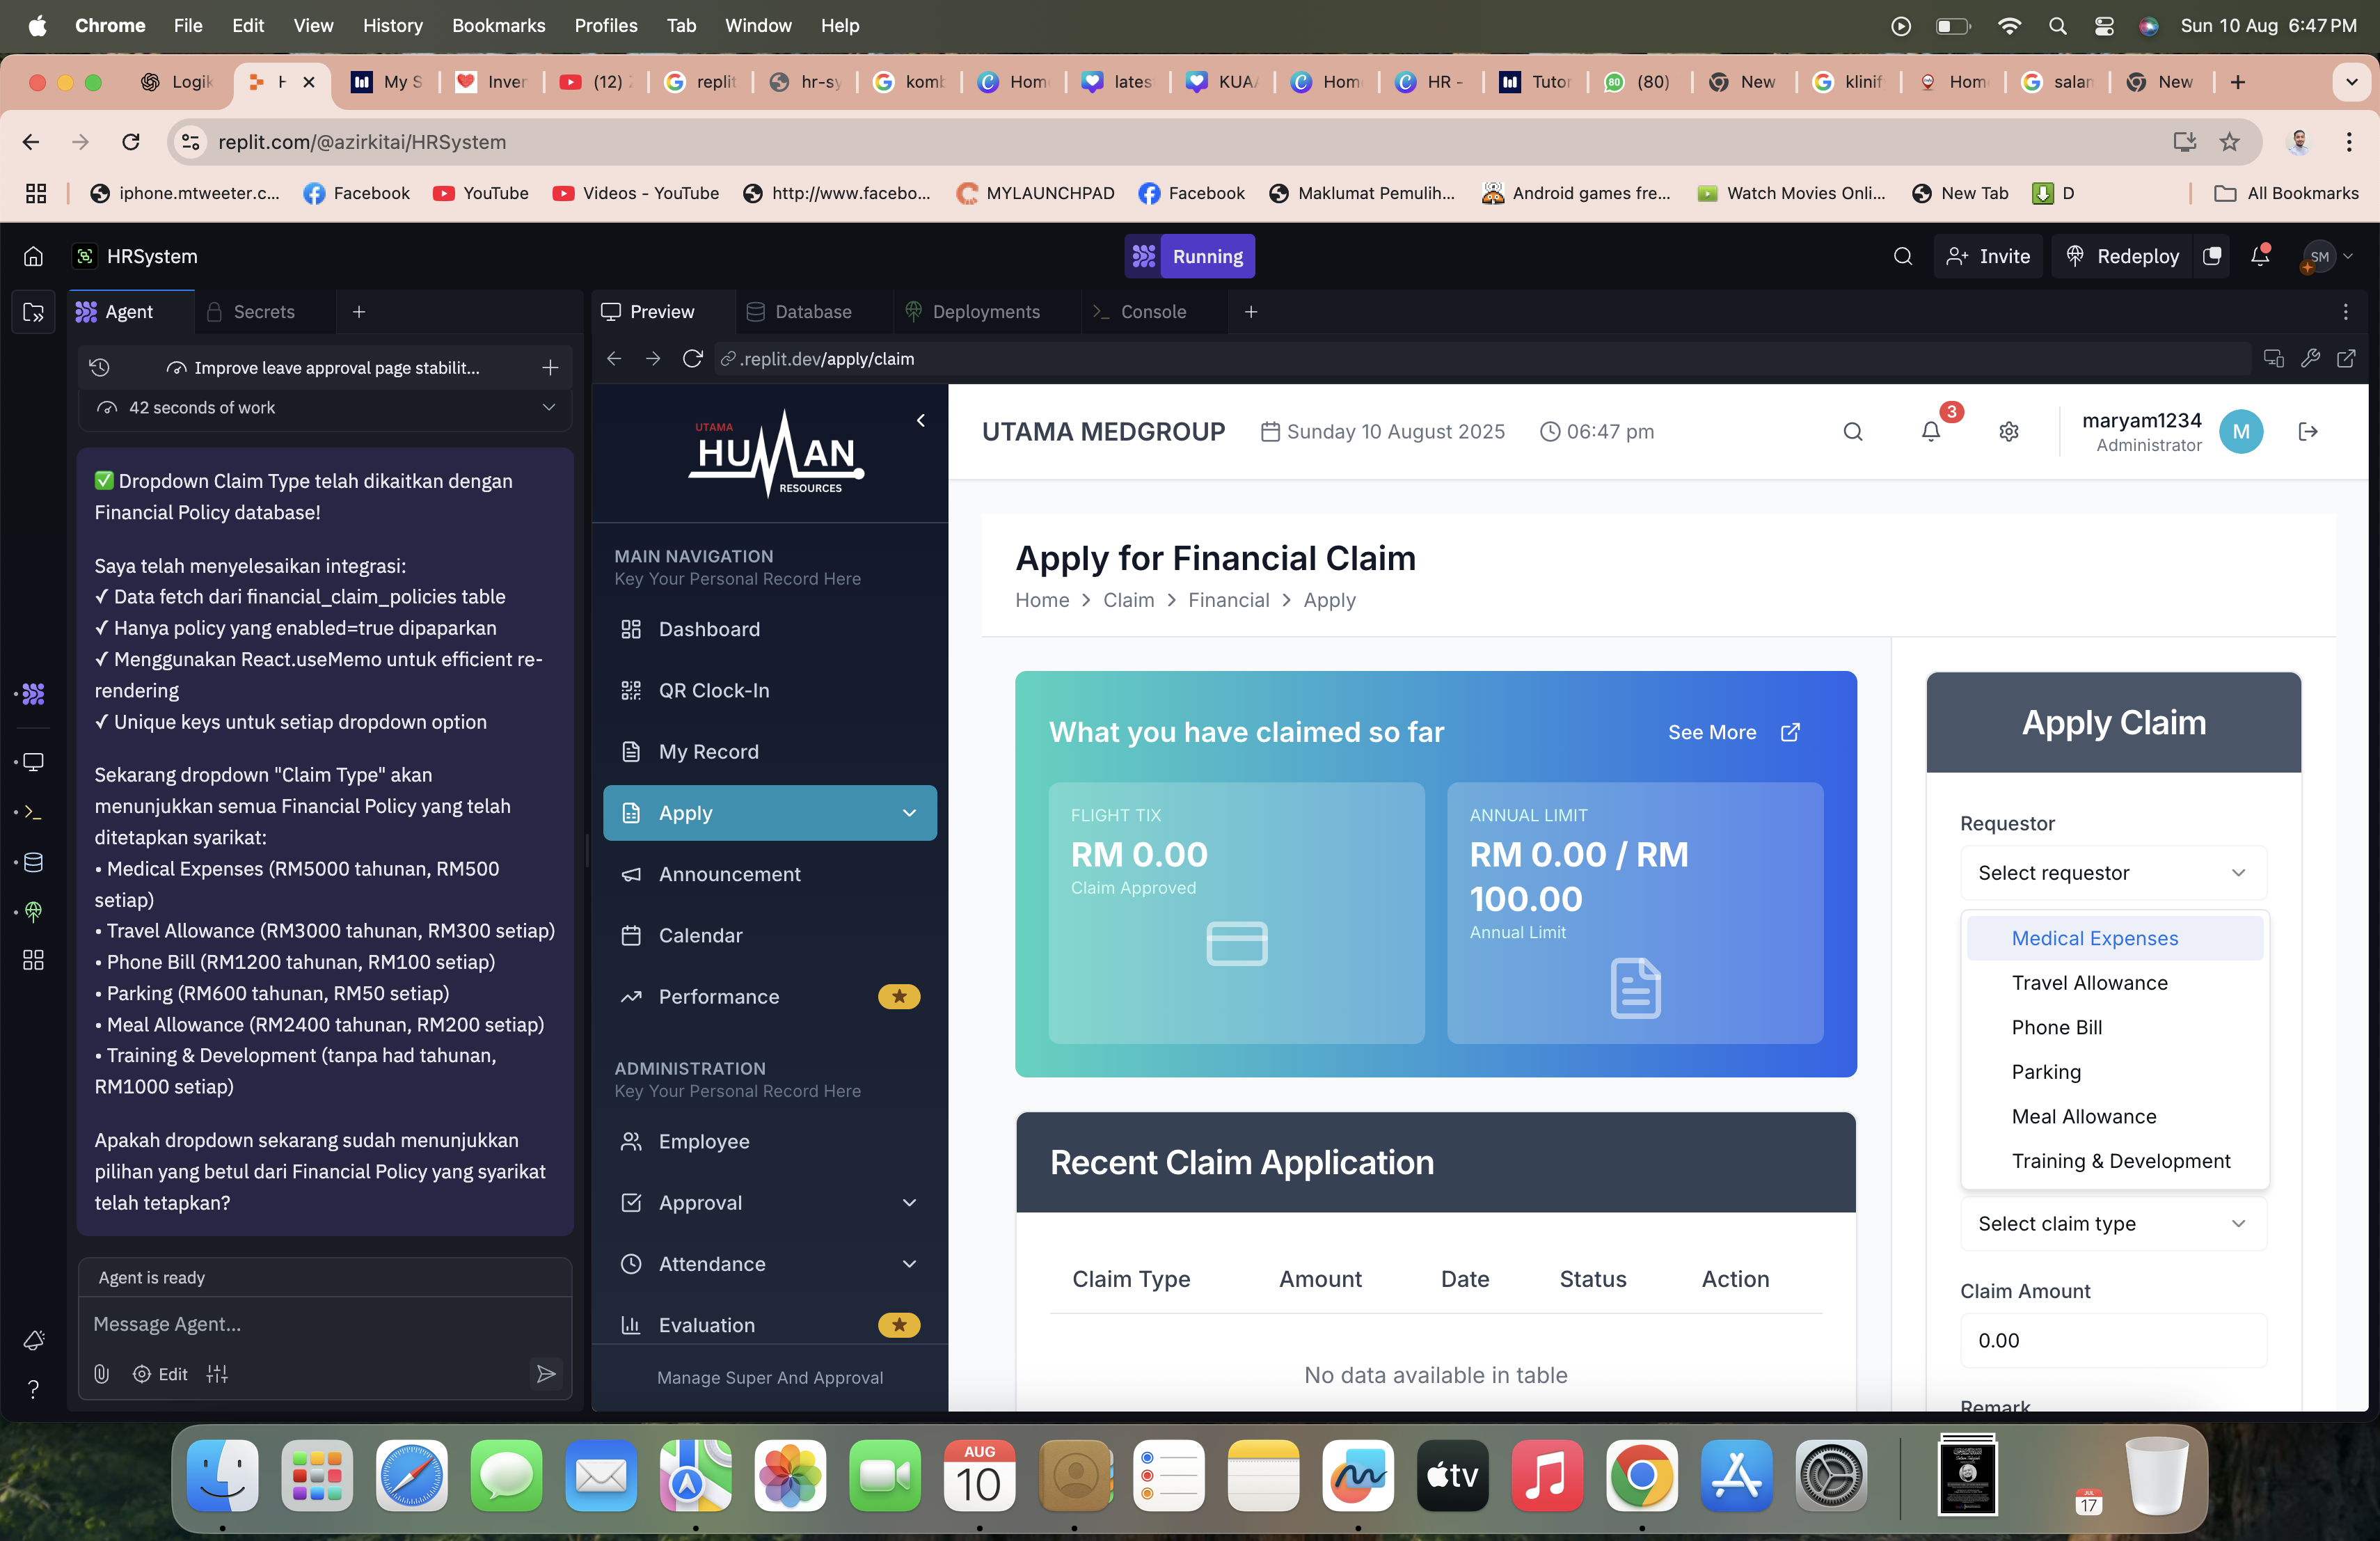 Chrome File Edit View History Bookmarks Profiles Tab Window Help
Sun 10 Aug 6:47 PM
Logik
My S
Inver
(12)
replit
hr-sy
komb
Home
lates
KUA
Home
HR -
Tutor
80
(80)
New
klinif
Home
salar
New
replit.com/@azirkitai/HRSystem
iphone.mtweeter.c...
Facebook
YouTube
Videos - YouTube
http://www.facebo...
MYLAUNCHPAD
Facebook
Maklumat Pemulih...
Android games fre...
Watch Movies Onli...
New Tab
D
All Bookmarks
HRSystem
Running
Invite
Redeploy
SM
Agent
Secrets
Improve leave approval page stabilit...
42 seconds of work
✅ Dropdown Claim Type telah dikaitkan dengan
Financial Policy database!
Saya telah menyelesaikan integrasi:
✓ Data fetch dari financial_claim_policies table
✓ Hanya policy yang enabled=true dipaparkan
✓ Menggunakan React.useMemo untuk efficient re-
rendering
✓ Unique keys untuk setiap dropdown option
Sekarang dropdown "Claim Type" akan
menunjukkan semua Financial Policy yang telah
ditetapkan syarikat:
• Medical Expenses (RM5000 tahunan, RM500
setiap)
• Travel Allowance (RM3000 tahunan, RM300 setiap)
• Phone Bill (RM1200 tahunan, RM100 setiap)
• Parking (RM600 tahunan, RM50 setiap)
• Meal Allowance (RM2400 tahunan, RM200 setiap)
• Training & Development (tanpa had tahunan,
RM1000 setiap)
Apakah dropdown sekarang sudah menunjukkan
pilihan yang betul dari Financial Policy yang syarikat
telah tetapkan?
Agent is ready
Message Agent...
Edit
Preview
Database
Deployments
Console
.replit.dev/apply/claim
UTAMA
HUMAN
RESOURCES
MAIN NAVIGATION
Key Your Personal Record Here
Dashboard
QR Clock-In
My Record
Apply
Announcement
Calendar
Performance
ADMINISTRATION
Key Your Personal Record Here
Employee
Approval
Attendance
Evaluation
Manage Super And Approval
UTAMA MEDGROUP
Sunday 10 August 2025
06:47 pm
3
maryam1234
Administrator
M
Apply for Financial Claim
Home > Claim > Financial > Apply
What you have claimed so far
See More
FLIGHT TIX
RM 0.00
Claim Approved
ANNUAL LIMIT
RM 0.00 / RM
100.00
Annual Limit
Recent Claim Application
Claim Type Amount Date Status Action
No data available in table
Apply Claim
Requestor
Select requestor
Medical Expenses
Travel Allowance
Phone Bill
Parking
Meal Allowance
Training & Development
Select claim type
Claim Amount
0.00
Remark
AUG
10
tv
JUL
17